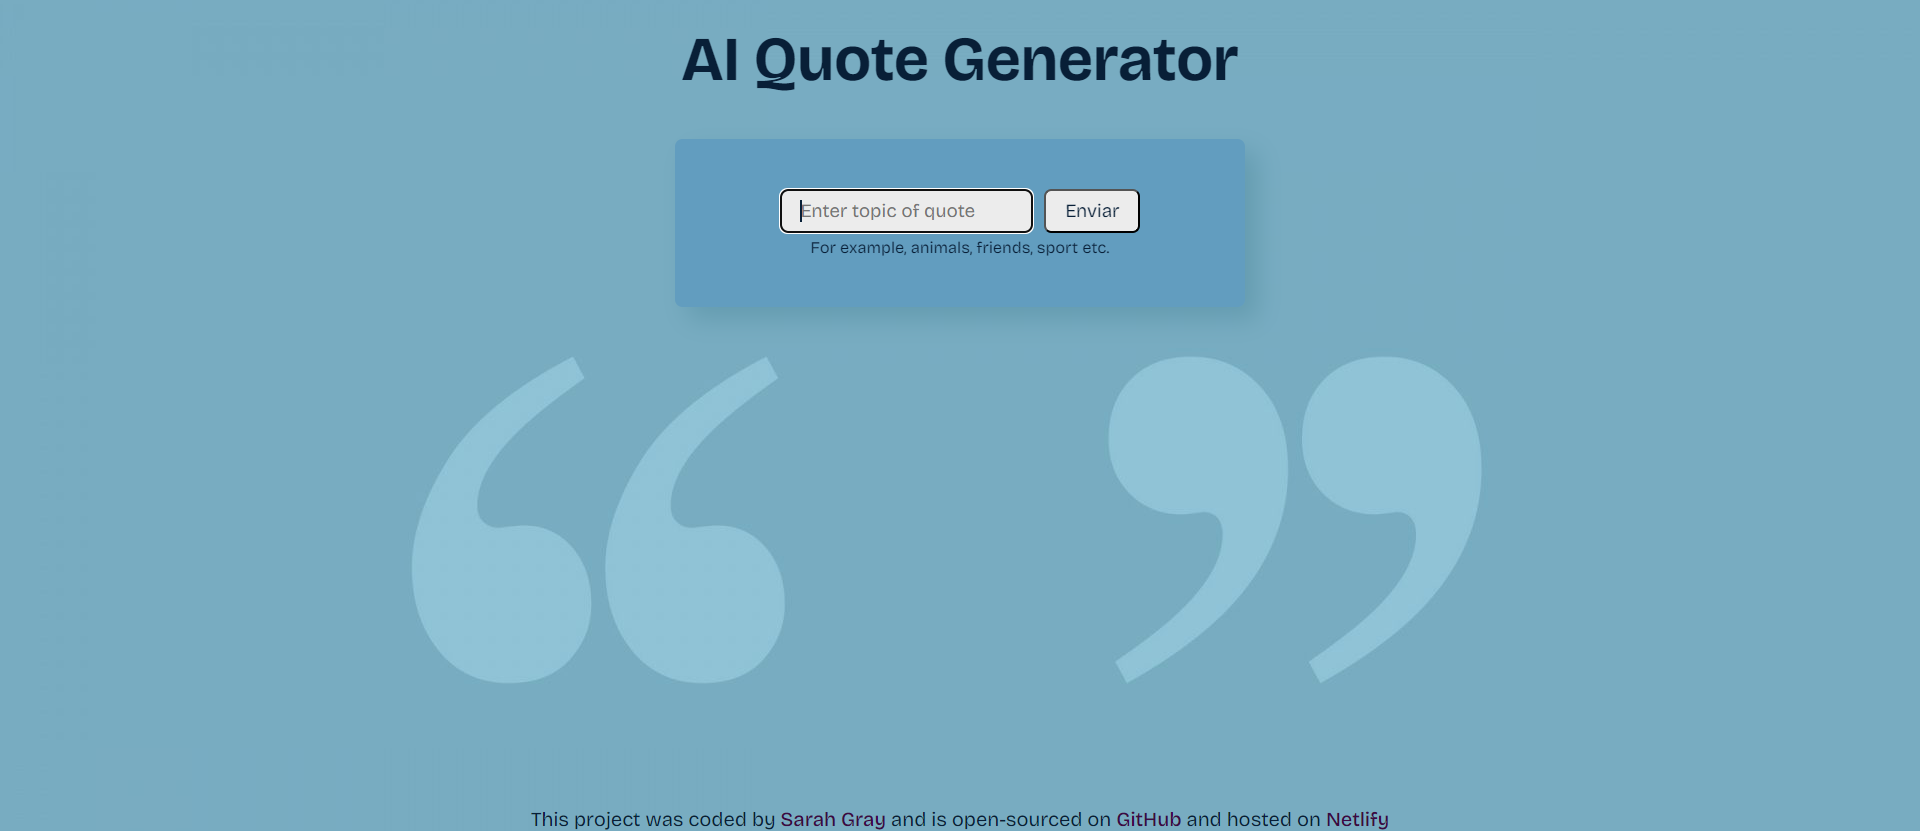 AI Quote Generator
Enter topic of quote
Enviar
For example, animals, friends, sport etc.
“ ”
This project was coded by Sarah Gray and is open-sourced on GitHub and hosted on Netlify